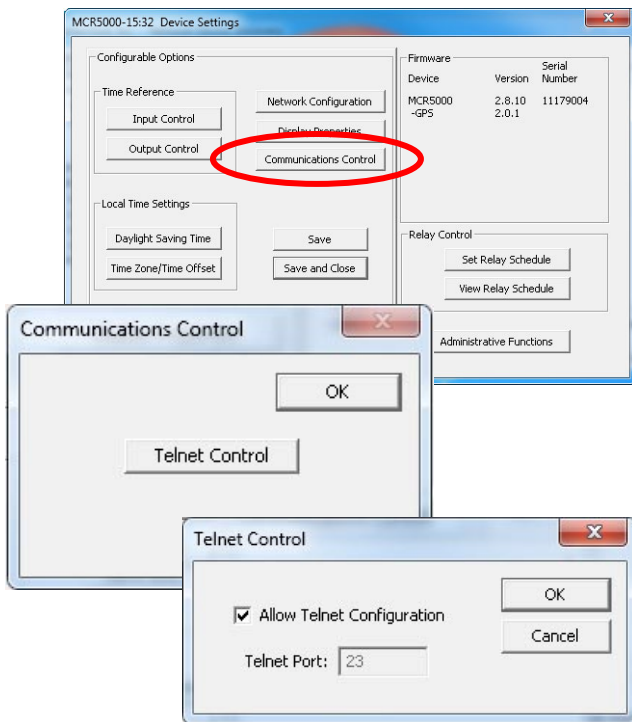 MCR5000-15:32 Device Settings
Configurable Options
Time Reference
Input Control
Output Control
Network Configuration
Display Properties
Communications Control
Local Time Settings
Daylight Saving Time
Time Zone/Time Offset
Save
Save and Close
Firmware
Device Version Serial Number
MCR5000 2.8.10 11179004
-GPS 2.0.1
Relay Control
Set Relay Schedule
View Relay Schedule
Administrative Functions
Communications Control
OK
Telnet Control
Telnet Control
Allow Telnet Configuration
Telnet Port: 23
OK
Cancel